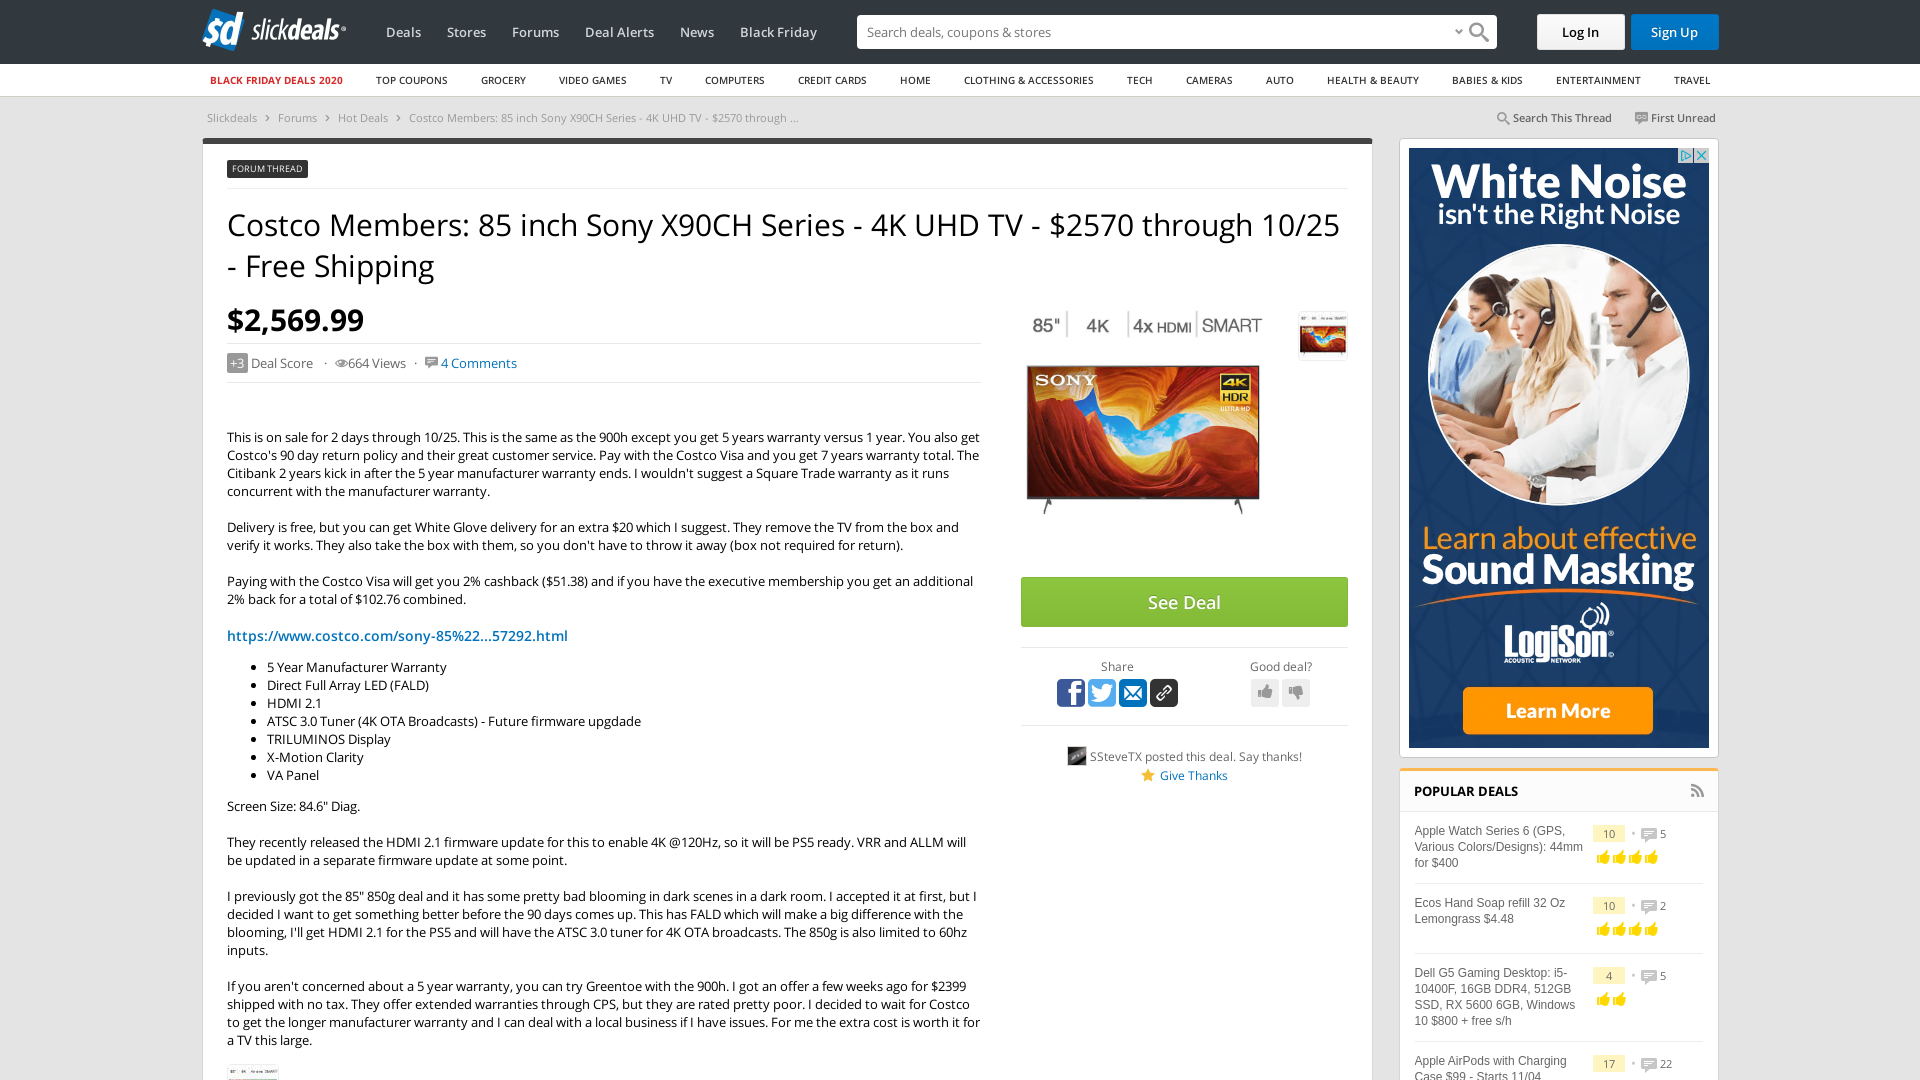 slickdeals
Deals
Stores
Forums
Deal Alerts
News
Black Friday
Search deals, coupons & stores
Log In
Sign Up
BLACK FRIDAY DEALS 2020
TOP COUPONS
GROCERY
VIDEO GAMES
TV
COMPUTERS
CREDIT CARDS
HOME
CLOTHING & ACCESSORIES
TECH
CAMERAS
AUTO
HEALTH & BEAUTY
BABIES & KIDS
ENTERTAINMENT
TRAVEL
Slickdeals > Forums > Hot Deals > Costco Members: 85 inch Sony X90CH Series - 4K UHD TV - $2570 through ...
Search This Thread
First Unread
FORUM THREAD
Costco Members: 85 inch Sony X90CH Series - 4K UHD TV - $2570 through 10/25
- Free Shipping
$2,569.99
+3 Deal Score · 664 Views · 4 Comments
This is on sale for 2 days through 10/25. This is the same as the 900h except you get 5 years warranty versus 1 year. You also get
Costco's 90 day return policy and their great customer service. Pay with the Costco Visa and you get 7 years warranty total. The
Citibank 2 years kick in after the 5 year manufacturer warranty ends. I wouldn't suggest a Square Trade warranty as it runs
concurrent with the manufacturer warranty.
Delivery is free, but you can get White Glove delivery for an extra $20 which I suggest. They remove the TV from the box and
verify it works. They also take the box with them, so you don't have to throw it away (box not required for return).
Paying with the Costco Visa will get you 2% cashback ($51.38) and if you have the executive membership you get an additional
2% back for a total of $102.76 combined.
https://www.costco.com/sony-85%22...57292.html
• 5 Year Manufacturer Warranty
• Direct Full Array LED (FALD)
• HDMI 2.1
• ATSC 3.0 Tuner (4K OTA Broadcasts) - Future firmware upgdade
• TRILUMINOS Display
• X-Motion Clarity
• VA Panel
Screen Size: 84.6" Diag.
They recently released the HDMI 2.1 firmware update for this to enable 4K @120Hz, so it will be PS5 ready. VRR and ALLM will
be updated in a separate firmware update at some point.
I previously got the 85" 850g deal and it has some pretty bad blooming in dark scenes in a dark room. I accepted it at first, but I
decided I want to get something better before the 90 days comes up. This has FALD which will make a big difference with the
blooming, I'll get HDMI 2.1 for the PS5 and will have the ATSC 3.0 tuner for 4K OTA broadcasts. The 850g is also limited to 60hz
inputs.
If you aren't concerned about a 5 year warranty, you can try Greentoe with the 900h. I got an offer a few weeks ago for $2399
shipped with no tax. They offer extended warranties through CPS, but they are rated pretty poor. I decided to wait for Costco
to get the longer manufacturer warranty and I can deal with a local business if I have issues. For me the extra cost is worth it for
a TV this large.
85" | 4K | 4x HDMI | SMART
SONY
4K
HDR
ULTRA HD
See Deal
Share
Good deal?
SSteveTX posted this deal. Say thanks!
Give Thanks
White Noise
isn't the Right Noise
Learn about effective
Sound Masking
LogiSon®
ACOUSTIC NETWORK
Learn More
POPULAR DEALS
Apple Watch Series 6 (GPS,
Various Colors/Designs): 44mm
for $400
10 • 5
Ecos Hand Soap refill 32 Oz
Lemongrass $4.48
10 • 2
Dell G5 Gaming Desktop: i5-
10400F, 16GB DDR4, 512GB
SSD, RX 5600 6GB, Windows
10 $800 + free s/h
4 • 5
Apple AirPods with Charging
Case $99 - Starts 11/04
17 • 22